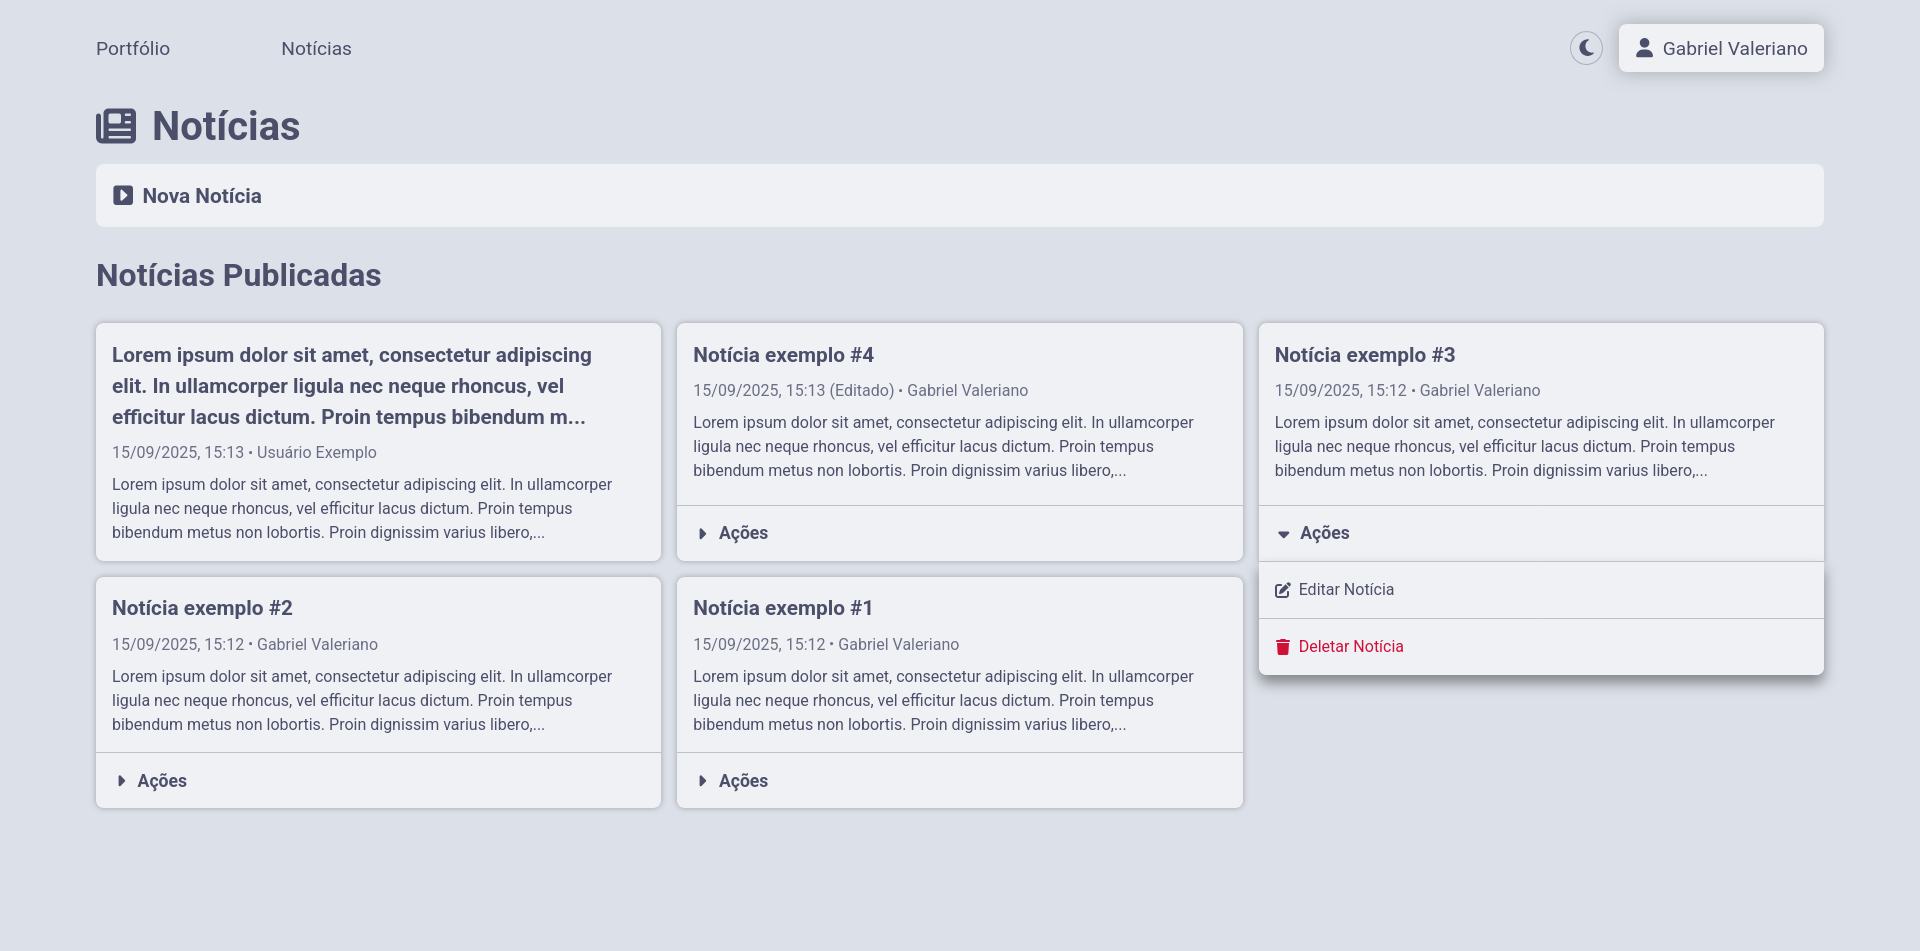 Portfólio
Notícias
Gabriel Valeriano
Notícias
Nova Notícia
Notícias Publicadas
Lorem ipsum dolor sit amet, consectetur adipiscing
elit. In ullamcorper ligula nec neque rhoncus, vel
efficitur lacus dictum. Proin tempus bibendum m...
15/09/2025, 15:13 • Usuário Exemplo
Lorem ipsum dolor sit amet, consectetur adipiscing elit. In ullamcorper
ligula nec neque rhoncus, vel efficitur lacus dictum. Proin tempus
bibendum metus non lobortis. Proin dignissim varius libero,...
Notícia exemplo #4
15/09/2025, 15:13 (Editado) • Gabriel Valeriano
Lorem ipsum dolor sit amet, consectetur adipiscing elit. In ullamcorper
ligula nec neque rhoncus, vel efficitur lacus dictum. Proin tempus
bibendum metus non lobortis. Proin dignissim varius libero,...
Ações
Notícia exemplo #3
15/09/2025, 15:12 • Gabriel Valeriano
Lorem ipsum dolor sit amet, consectetur adipiscing elit. In ullamcorper
ligula nec neque rhoncus, vel efficitur lacus dictum. Proin tempus
bibendum metus non lobortis. Proin dignissim varius libero,...
Ações
Editar Notícia
Deletar Notícia
Notícia exemplo #2
15/09/2025, 15:12 • Gabriel Valeriano
Lorem ipsum dolor sit amet, consectetur adipiscing elit. In ullamcorper
ligula nec neque rhoncus, vel efficitur lacus dictum. Proin tempus
bibendum metus non lobortis. Proin dignissim varius libero,...
Ações
Notícia exemplo #1
15/09/2025, 15:12 • Gabriel Valeriano
Lorem ipsum dolor sit amet, consectetur adipiscing elit. In ullamcorper
ligula nec neque rhoncus, vel efficitur lacus dictum. Proin tempus
bibendum metus non lobortis. Proin dignissim varius libero,...
Ações